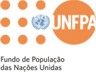 UNFPA
Fundo de População
das Nações Unidas